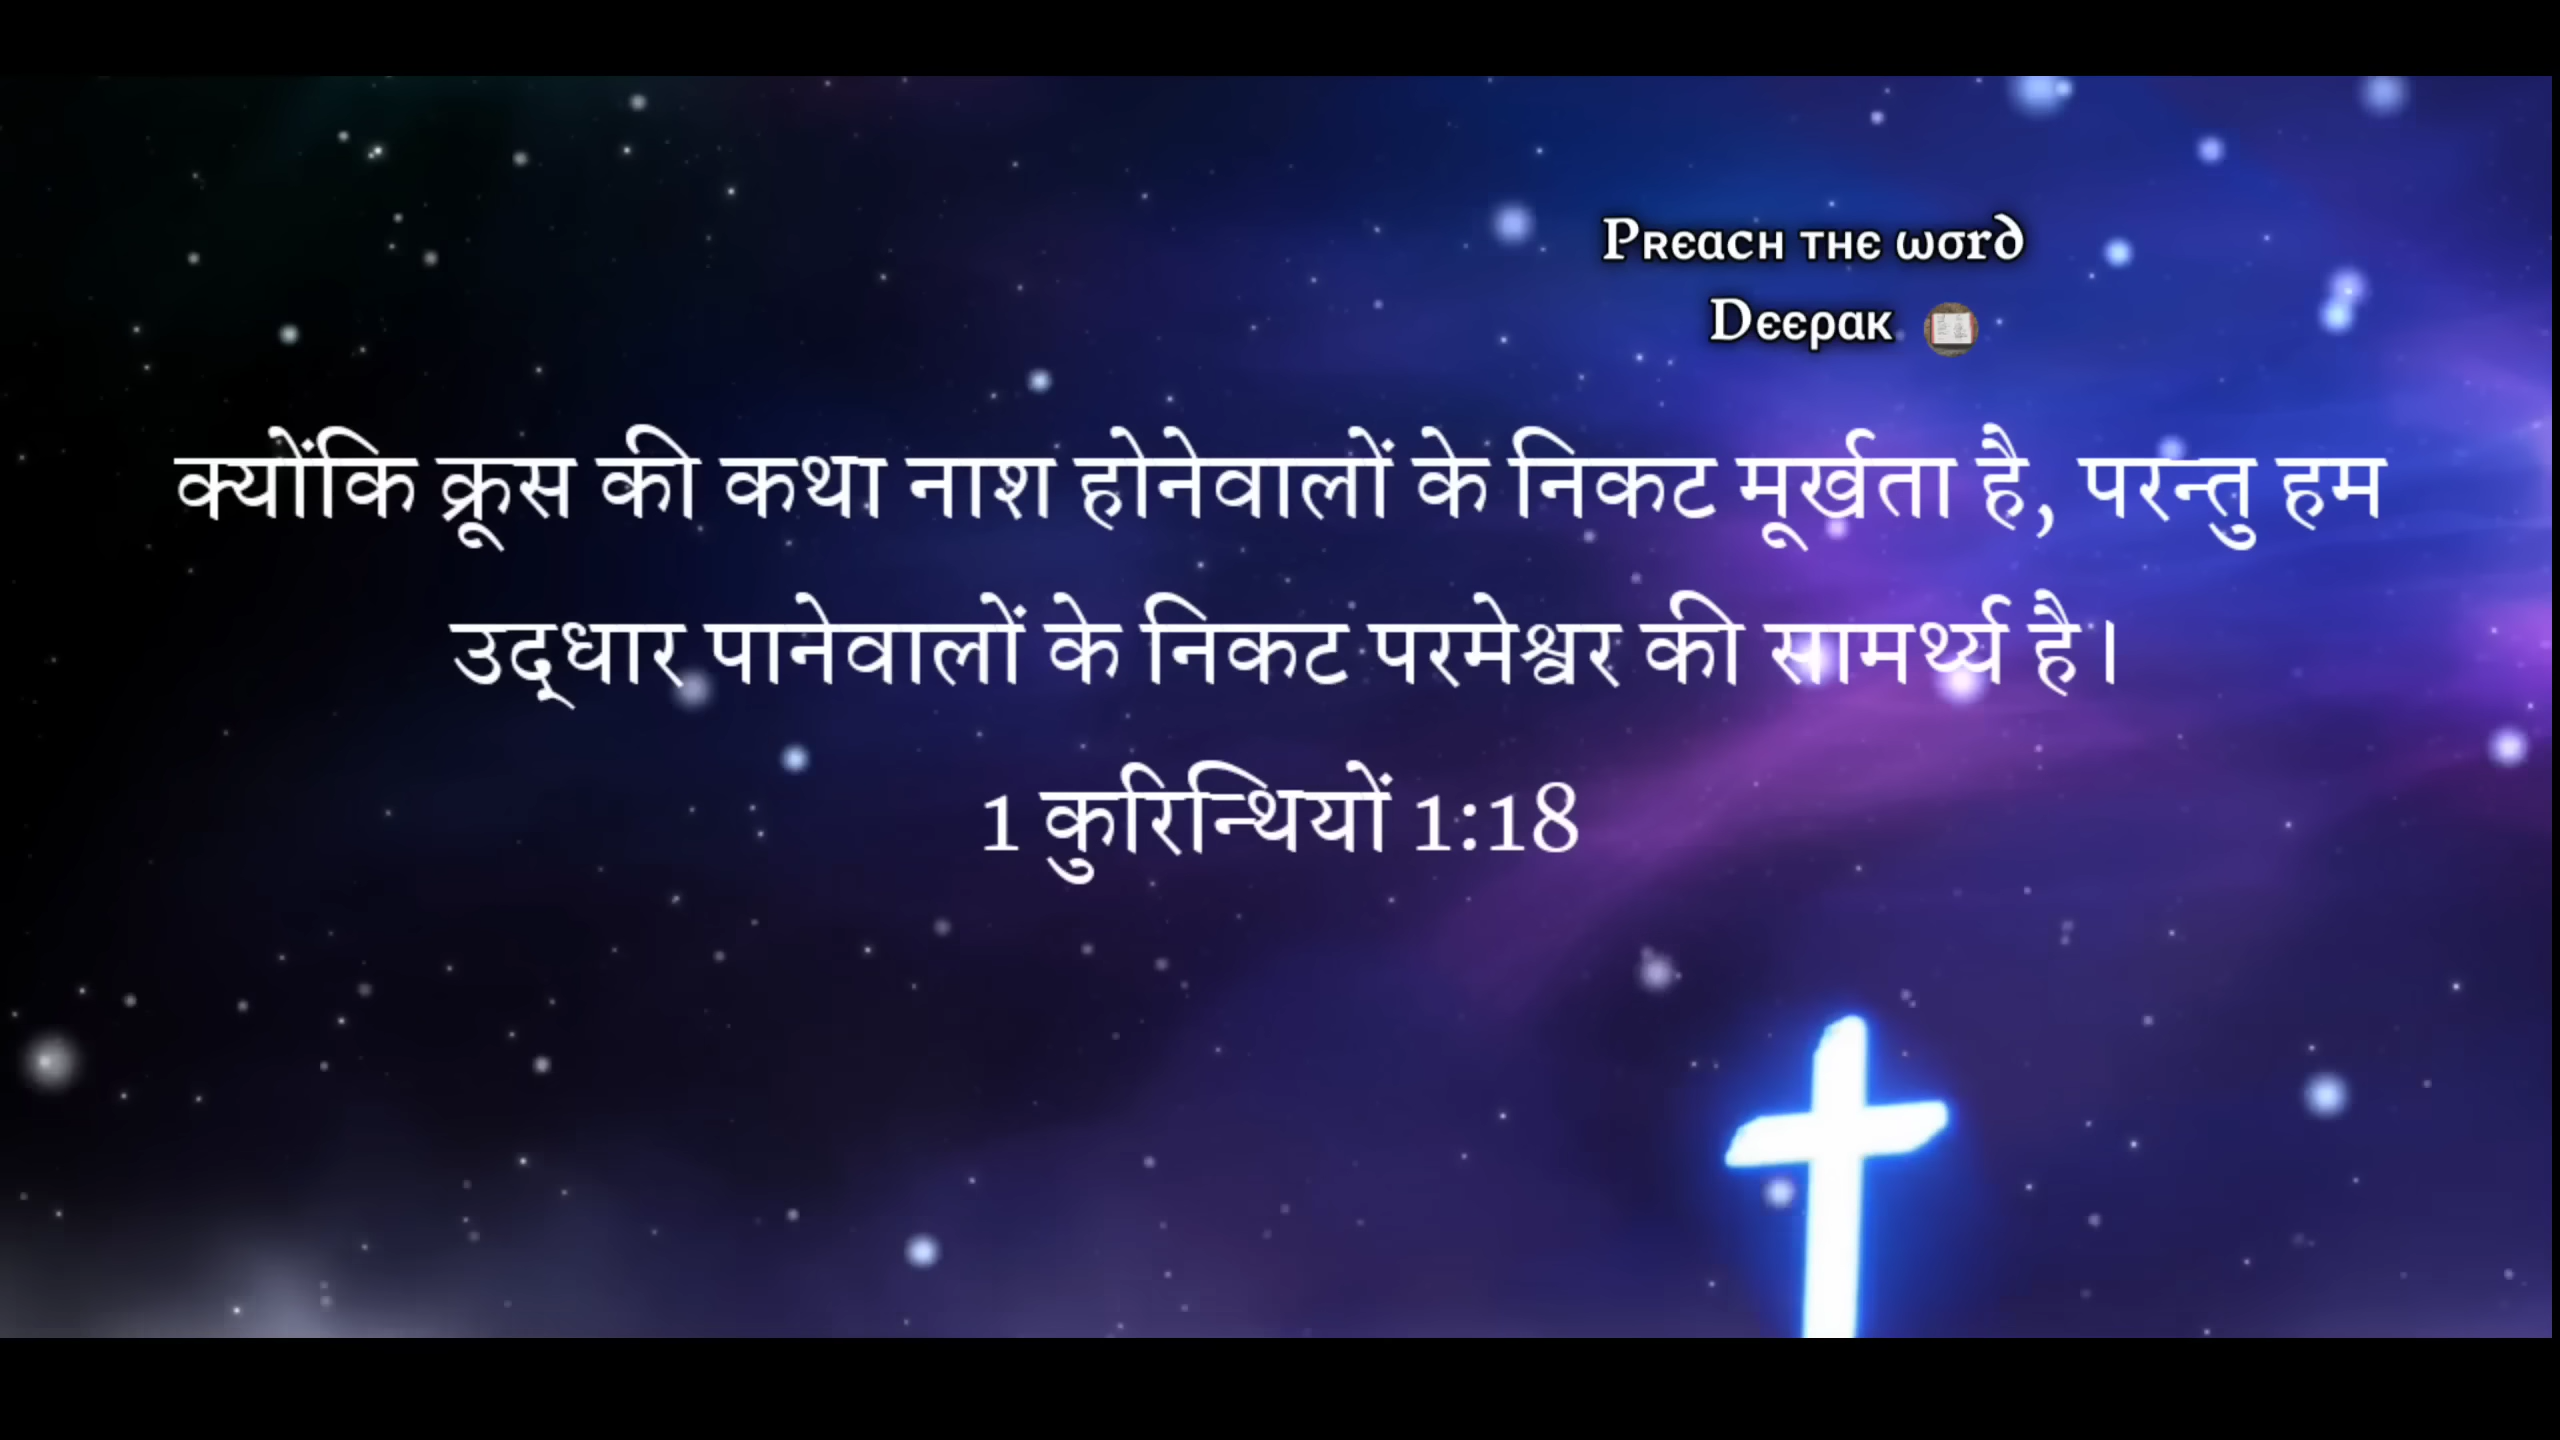 Preach the word
Deepak
क्योंकि क्रूस की कथा नाश होनेवालों के निकट मूर्खता है, परन्तु हम
उद्‌धार पानेवालों के निकट परमेश्वर की सामर्थ्य है।
1 कुरिन्थियों 1:18